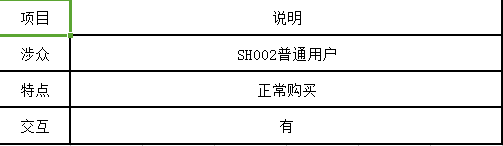 项目 说明
涉众 SH002普通用户
特点 正常购买
交互 有